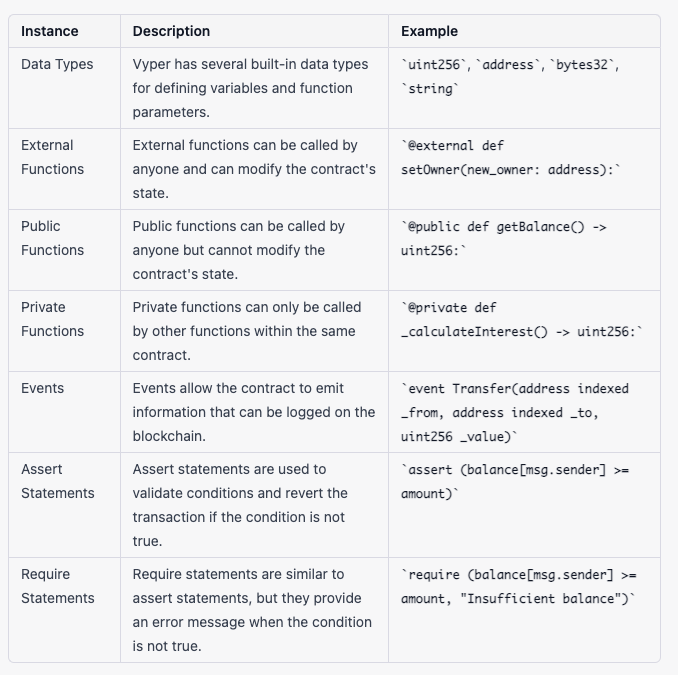 Instance Description Example
Data Types Vyper has several built-in data types `uint256`, `address`, `bytes32`,
for defining variables and function `string`
parameters.
External External functions can be called by `@external def
Functions anyone and can modify the contract's setOwner(new_owner: address):`
state.
Public Public functions can be called by `@public def getBalance() ->
Functions anyone but cannot modify the uint256:`
contract's state.
Private Private functions can only be called `@private def
Functions by other functions within the same _calculateInterest() -> uint256:`
contract.
Events Events allow the contract to emit `event Transfer(address indexed
information that can be logged on the _from, address indexed _to,
blockchain. uint256 _value)`
Assert Assert statements are used to `assert (balance[msg.sender] >=
Statements validate conditions and revert the amount)`
transaction if the condition is not
true.
Require Require statements are similar to `require (balance[msg.sender] >=
Statements assert statements, but they provide amount, "Insufficient balance")`
an error message when the condition
is not true.